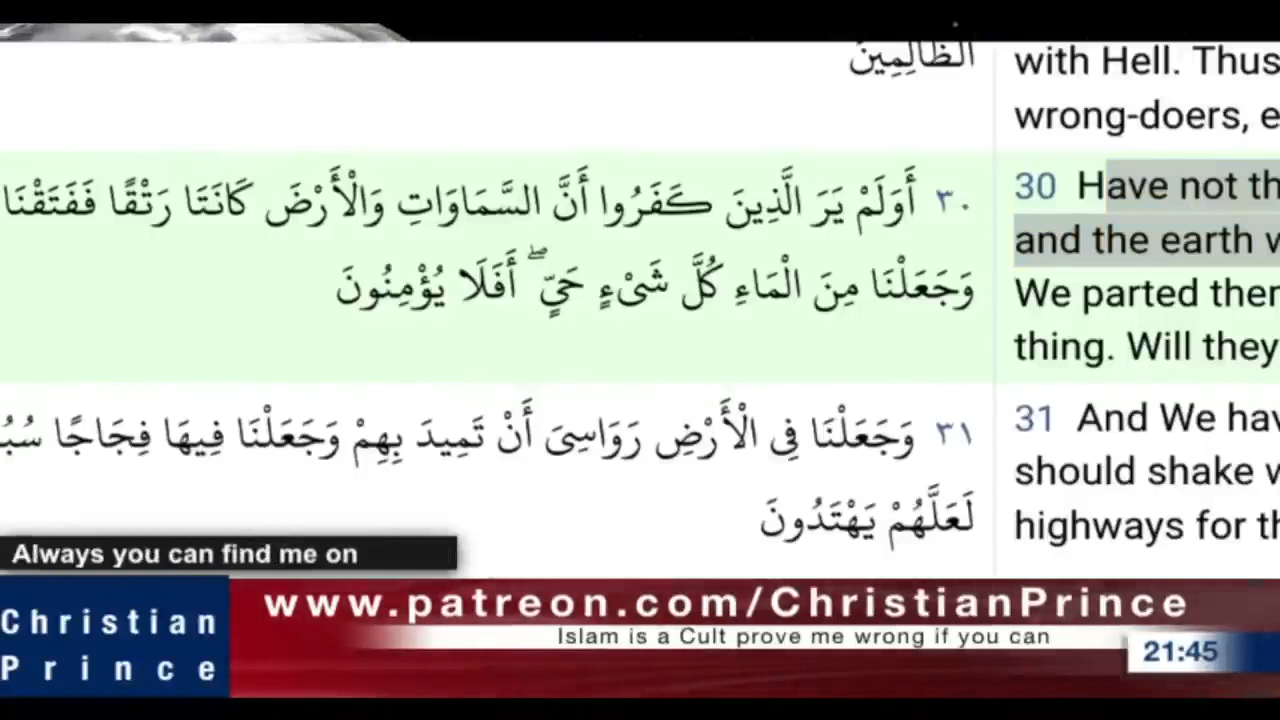 الظَّالِمِينَ
with Hell. Thus
wrong-doers, e
٣٠ أَوَلَمْ يَرَ الَّذِينَ كَفَرُوا أَنَّ السَّمَاوَاتِ وَالْأَرْضَ كَانَتَا رَتْقًا فَفَتَقْنَا
وَجَعَلْنَا مِنَ الْمَاءِ كُلَّ شَىْءٍ حَيٍّ ۖ أَفَلَا يُؤْمِنُونَ
30 Have not th
and the earth w
We parted ther
thing. Will they
٣١ وَجَعَلْنَا فِى الْأَرْضِ رَوَاسِىَ أَنْ تَمِيدَ بِهِمْ وَجَعَلْنَا فِيهَا فِجَاجًا سُبُ
لَعَلَّهُمْ يَهْتَدُونَ
31 And We hav
should shake w
highways for th
Always you can find me on
Christian
Prince
www.patreon.com/ChristianPrince
Islam is a Cult prove me wrong if you can
21:45